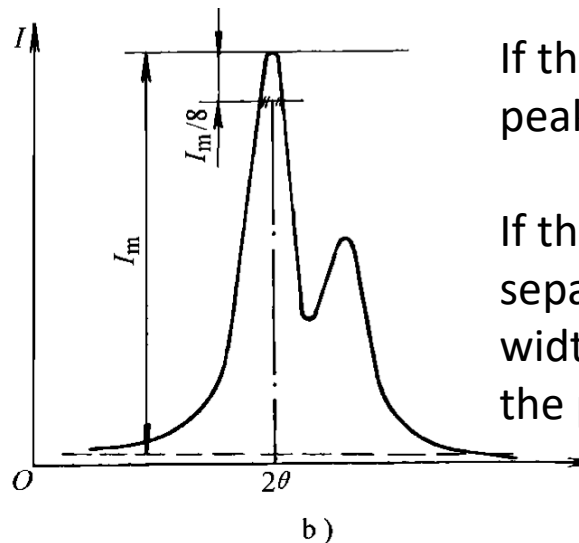 I
If th
peal
I_m/8
I_m
If th
sepa
widt
the p
O
2θ
b )